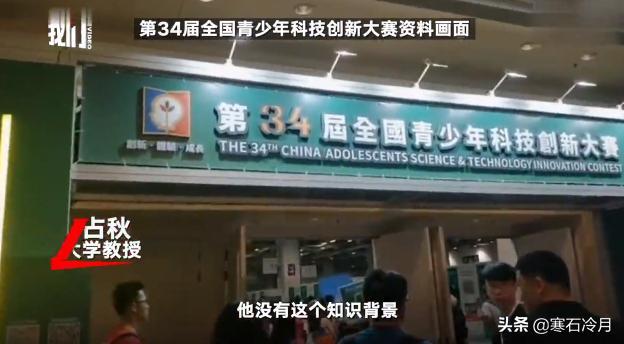 我们
VIDEO
第34届全国青少年科技创新大赛资料画面
第34屆全國青少年科技創新大賽
THE 34TH CHINA ADOLESCENTS SCIENCE & TECHNOLOGY INNOVATION CONTEST
創新·體驗·成長
占秋
大学教授
他没有这个知识背景
头条 @寒石冷月